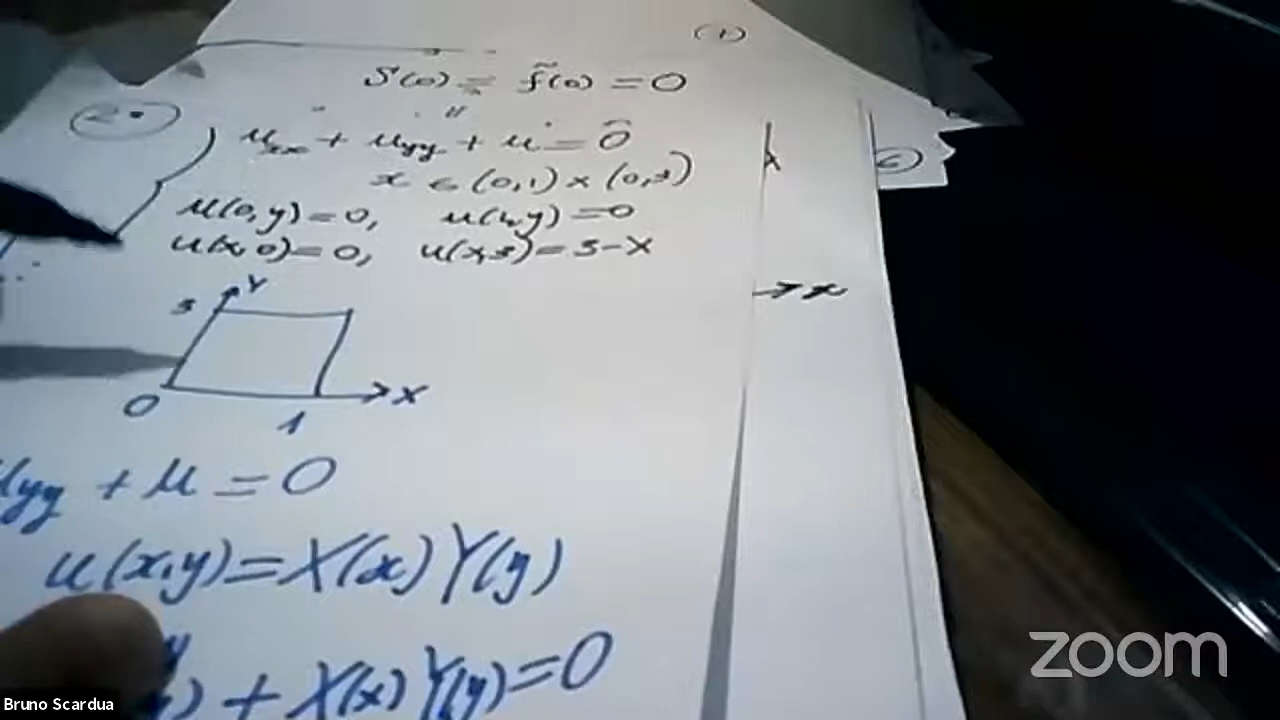 (1)
S(0) = f̃(0) = 0
2.
u_xx + u_yy + u = 0
x ∈ (0,1) × (0,3)
u(0,y) = 0, u(1,y) = 0
u(x,0) = 0, u(x,3) = 3-x
6
→ x
Y
3
0
1
X
u_yy + u = 0
u(x,y) = X(x) Y(y)
+ X(x) Y(y) = 0
Bruno Scardua
zoom